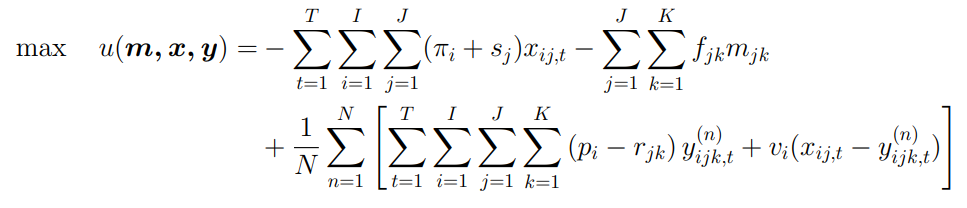 max u(m, x, y) = − ∑_{t=1}^{T} ∑_{i=1}^{I} ∑_{j=1}^{J} (π_i + s_j)x_{ij,t} − ∑_{j=1}^{J} ∑_{k=1}^{K} f_{jk}m_{jk}
+ \frac{1}{N} ∑_{n=1}^{N} [ ∑_{t=1}^{T} ∑_{i=1}^{I} ∑_{j=1}^{J} ∑_{k=1}^{K} (p_i − r_{jk}) y_{ijk,t}^{(n)} + v_i(x_{ij,t} − y_{ijk,t}^{(n)}) ]